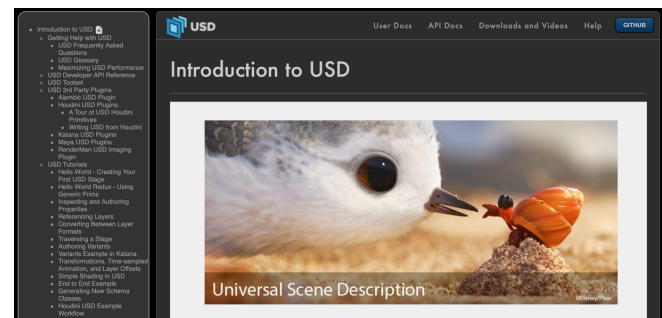 Introduction to USD
Getting Help with USD
USD Frequently Asked
Questions
USD Glossary
Maximizing USD Performance
USD Developer API Reference
USD Toolset
USD 3rd Party Plugins
Alembic USD Plugin
Houdini USD Plugins
A Tour of USD Houdini
Primitives
Writing USD from Houdini
Katana USD Plugins
Maya USD Plugins
RenderMan USD Imaging
Plugin
USD Tutorials
Hello World - Creating Your
First USD Stage
Hello World Redux - Using
Generic Prims
Inspecting and Authoring
Properties
Referencing Layers
Converting Between Layer
Formats
Traversing a Stage
Authoring Variants
Variants Example in Katana
Transformations, Time-sampled
Animation, and Layer Offsets
Simple Shading in USD
End to End Example
Generating New Schema
Classes
Houdini USD Example
Workflow
USD
User Docs API Docs Downloads and Videos Help GITHUB
Introduction to USD
Universal Scene Description
©Disney/Pixar